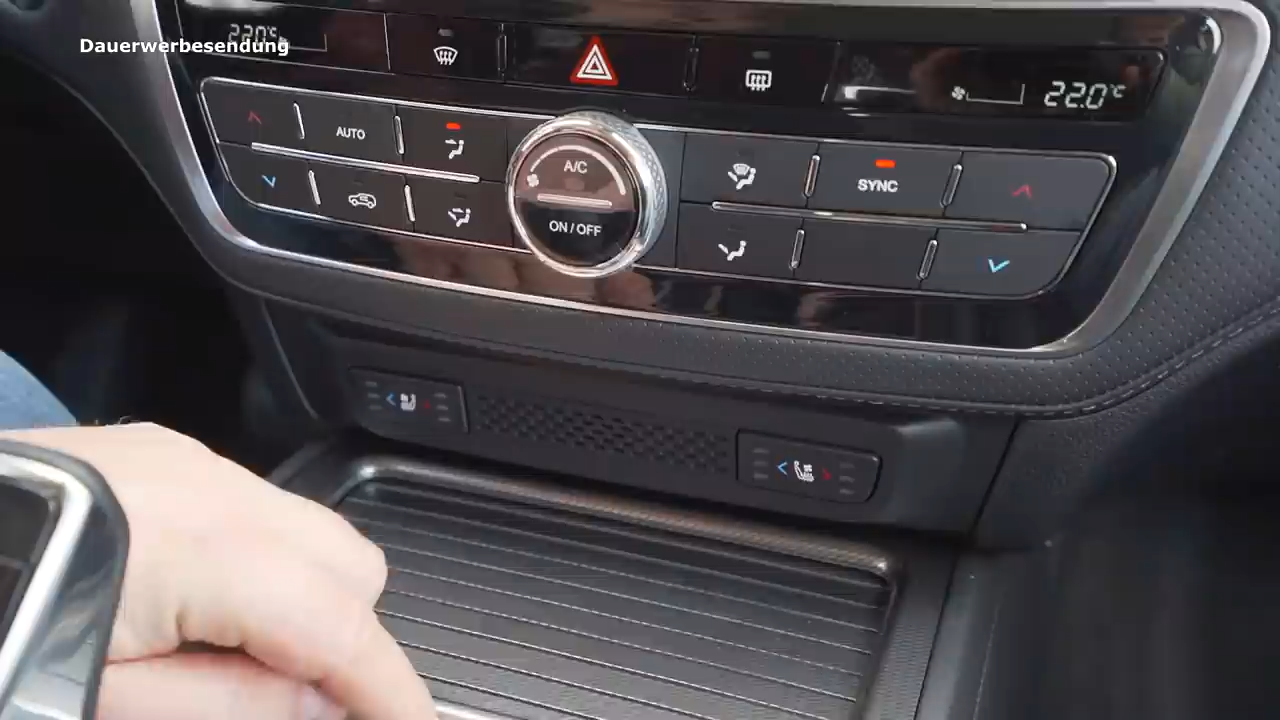 Dauerwerbesendung
22.0°C
22.0°C
AUTO
A/C
SYNC
ON / OFF